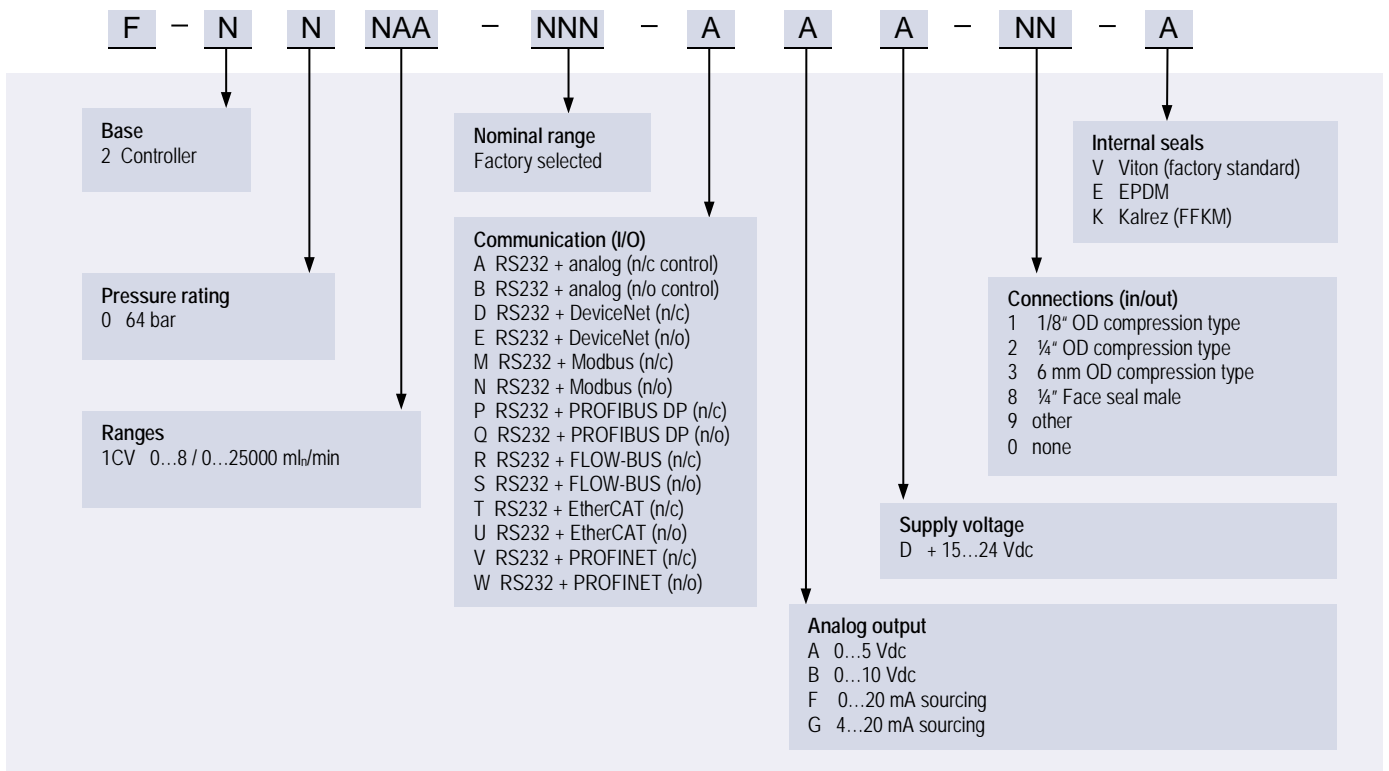 F – N N NAA – NNN – A A A – NN – A
Base
2 Controller
Pressure rating
0 64 bar
Ranges
1CV 0…8 / 0…25000 mlₙ/min
Nominal range
Factory selected
Communication (I/O)
A RS232 + analog (n/c control)
B RS232 + analog (n/o control)
D RS232 + DeviceNet (n/c)
E RS232 + DeviceNet (n/o)
M RS232 + Modbus (n/c)
N RS232 + Modbus (n/o)
P RS232 + PROFIBUS DP (n/c)
Q RS232 + PROFIBUS DP (n/o)
R RS232 + FLOW-BUS (n/c)
S RS232 + FLOW-BUS (n/o)
T RS232 + EtherCAT (n/c)
U RS232 + EtherCAT (n/o)
V RS232 + PROFINET (n/c)
W RS232 + PROFINET (n/o)
Internal seals
V Viton (factory standard)
E EPDM
K Kalrez (FFKM)
Connections (in/out)
1 1/8" OD compression type
2 ¼" OD compression type
3 6 mm OD compression type
8 ¼" Face seal male
9 other
0 none
Supply voltage
D + 15…24 Vdc
Analog output
A 0…5 Vdc
B 0…10 Vdc
F 0…20 mA sourcing
G 4…20 mA sourcing